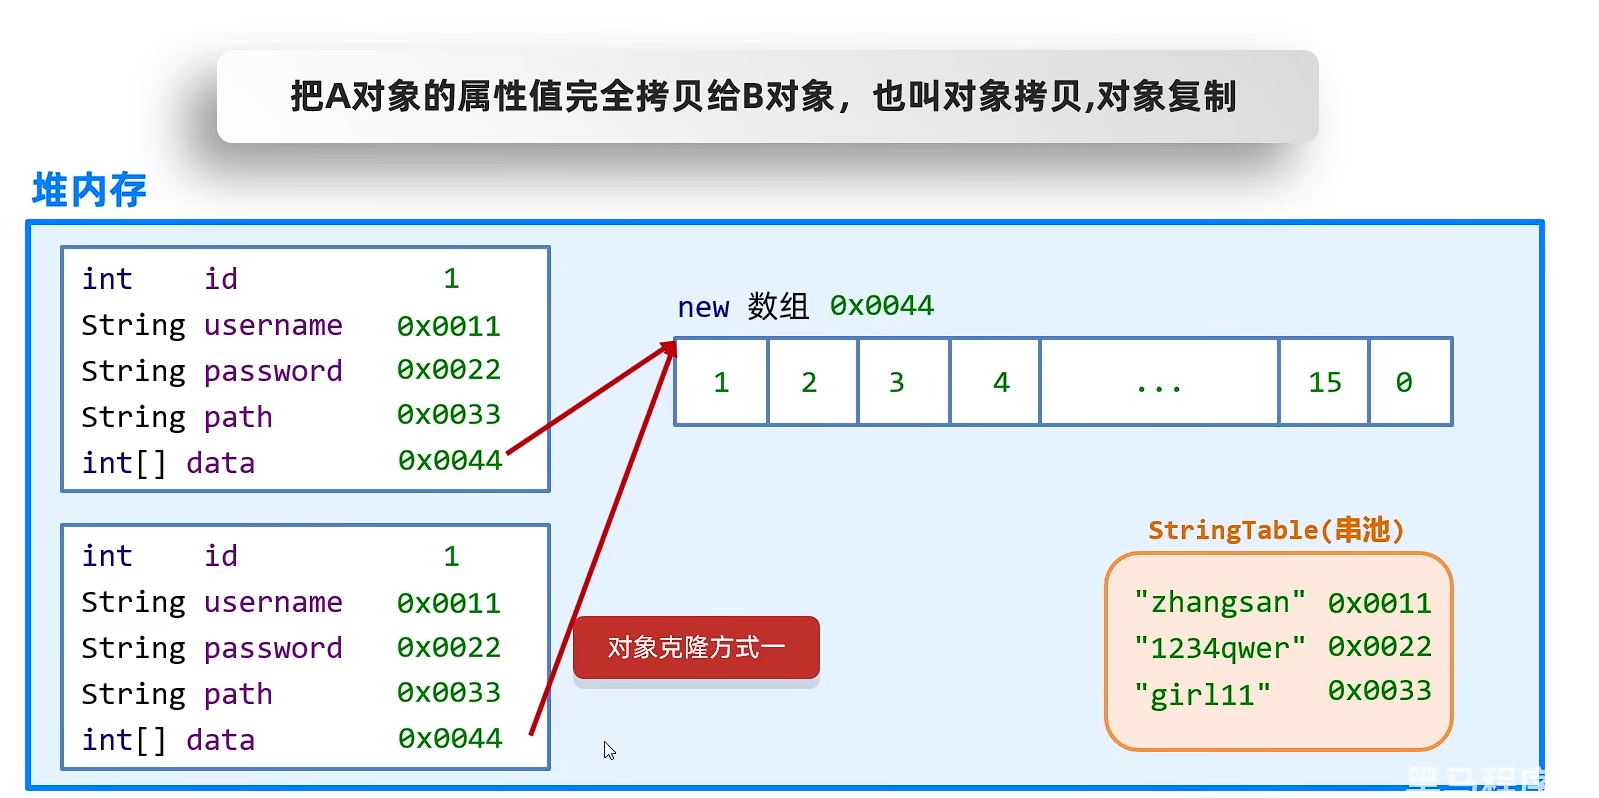 把A对象的属性值完全拷贝给B对象，也叫对象拷贝,对象复制
堆内存
int id 1
String username 0x0011
String password 0x0022
String path 0x0033
int[] data 0x0044
new 数组 0x0044
1 2 3 4 ... 15 0
int id 1
String username 0x0011
String password 0x0022
String path 0x0033
int[] data 0x0044
对象克隆方式一
StringTable(串池)
"zhangsan" 0x0011
"1234qwer" 0x0022
"girl11" 0x0033
黑马程序